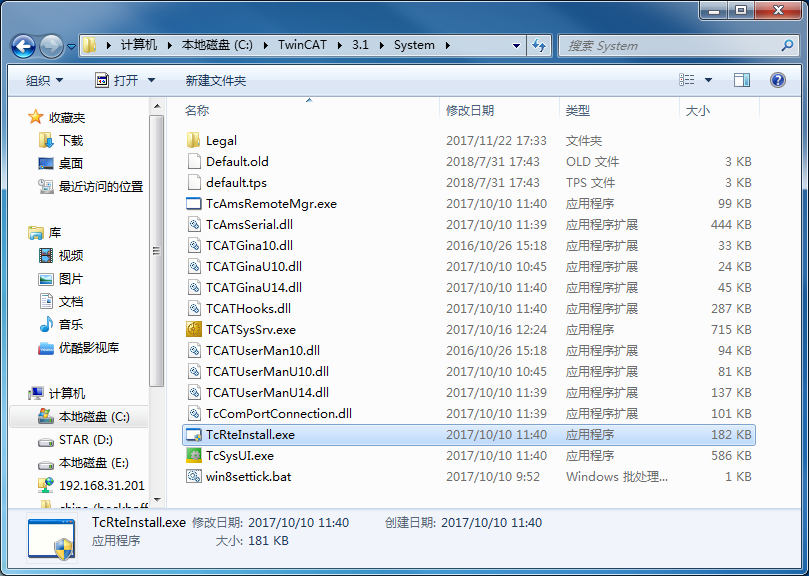 计算机 本地磁盘 (C:) TwinCAT 3.1 System 搜索 System
组织 打开 新建文件夹
名称 修改日期 类型 大小
收藏夹
下载
桌面
最近访问的位置
库
视频
图片
文档
音乐
优酷影视库
计算机
本地磁盘 (C:)
STAR (D:)
本地磁盘 (E:)
192.168.31.201
Legal 2017/11/22 17:33 文件夹
Default.old 2018/7/31 17:43 OLD 文件 3 KB
default.tps 2018/7/31 17:43 TPS 文件 3 KB
TcAmsRemoteMgr.exe 2017/10/10 11:40 应用程序 99 KB
TcAmsSerial.dll 2017/10/10 11:39 应用程序扩展 444 KB
TCATGina10.dll 2016/10/26 15:18 应用程序扩展 33 KB
TCATGinaU10.dll 2017/10/10 10:45 应用程序扩展 24 KB
TCATGinaU14.dll 2017/10/10 11:40 应用程序扩展 45 KB
TCATHooks.dll 2017/10/10 11:40 应用程序扩展 287 KB
TCATSysSrv.exe 2017/10/16 12:24 应用程序 715 KB
TCATUserMan10.dll 2016/10/26 15:18 应用程序扩展 94 KB
TCATUserManU10.dll 2017/10/10 10:45 应用程序扩展 81 KB
TCATUserManU14.dll 2017/10/10 11:39 应用程序扩展 137 KB
TcComPortConnection.dll 2017/10/10 11:39 应用程序扩展 101 KB
TcRteInstall.exe 2017/10/10 11:40 应用程序 182 KB
TcSysUI.exe 2017/10/10 11:40 应用程序 586 KB
win8settick.bat 2017/10/10 9:52 Windows 批处理... 1 KB
TcRteInstall.exe 修改日期: 2017/10/10 11:40 创建日期: 2017/10/10 11:40
应用程序 大小: 181 KB